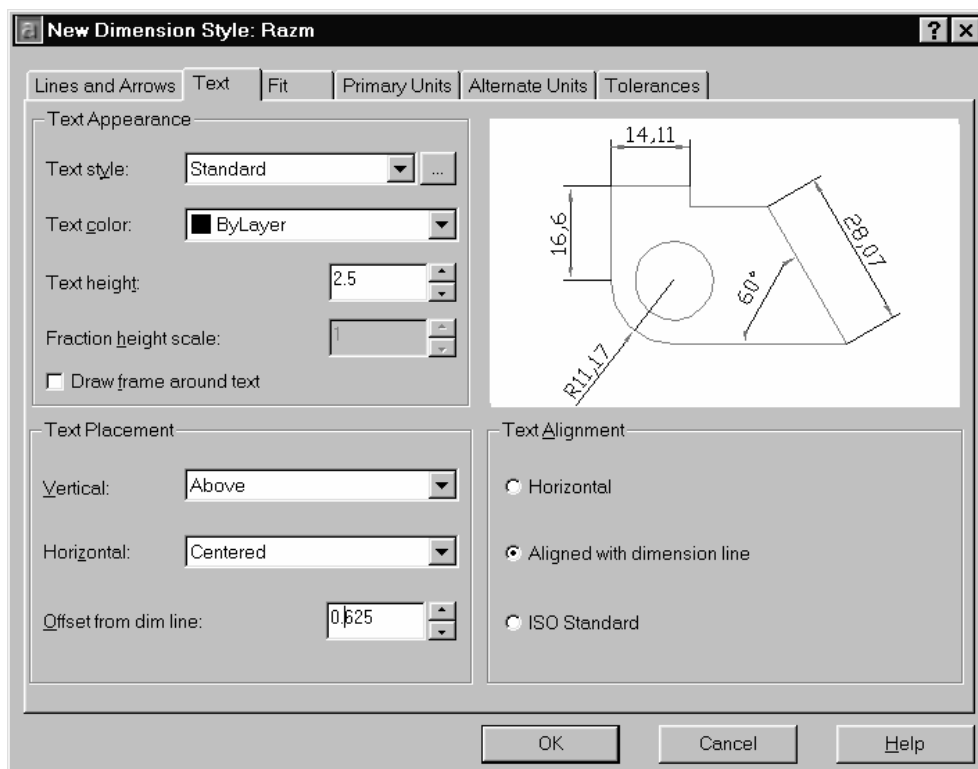 New Dimension Style: Razm
Lines and Arrows Text Fit Primary Units Alternate Units Tolerances
Text Appearance
Text style: Standard ...
Text color: ByLayer
Text height: 2.5
Fraction height scale: 1
Draw frame around text
14,11
16,6
28,07
60°
R11,17
Text Placement
Vertical: Above
Horizontal: Centered
Offset from dim line: 0.625
Text Alignment
Horizontal
Aligned with dimension line
ISO Standard
OK Cancel Help